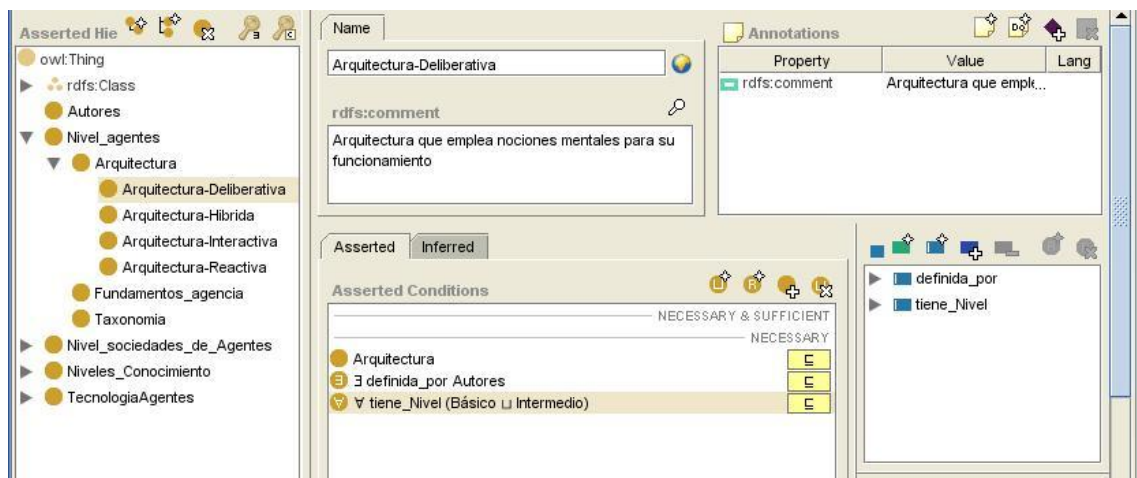 Asserted Hie
owl:Thing
rdfs:Class
Autores
Nivel_agentes
Arquitectura
Arquitectura-Deliberativa
Arquitectura-Hibrida
Arquitectura-Interactiva
Arquitectura-Reactiva
Fundamentos_agencia
Taxonomia
Nivel_sociedades_de_Agentes
Niveles_Conocimiento
TecnologiaAgentes
Name
Arquitectura-Deliberativa
rdfs:comment
Arquitectura que emplea nociones mentales para su
funcionamiento
Annotations
Property Value Lang
rdfs:comment Arquitectura que emple...
Asserted Inferred
Asserted Conditions
NECESSARY & SUFFICIENT
NECESSARY
Arquitectura ⊑
∃ ∃ definida_por Autores ⊑
∀ ∀ tiene_Nivel (Básico ⊔ Intermedio) ⊑
definida_por
tiene_Nivel